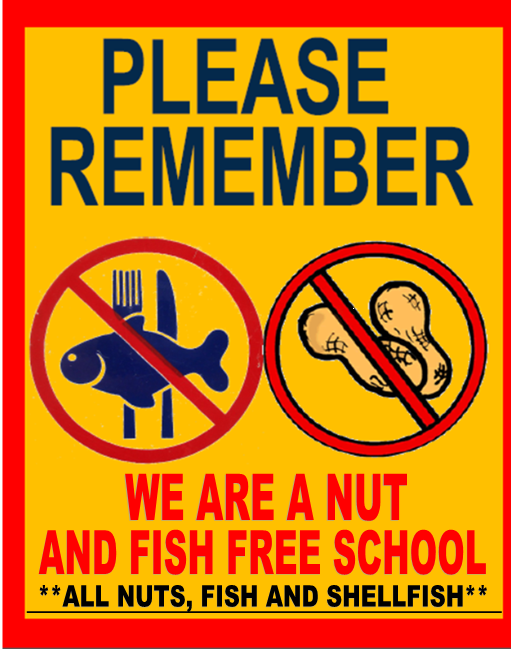 PLEASE
REMEMBER
WE ARE A NUT
AND FISH FREE SCHOOL
**ALL NUTS, FISH AND SHELLFISH**